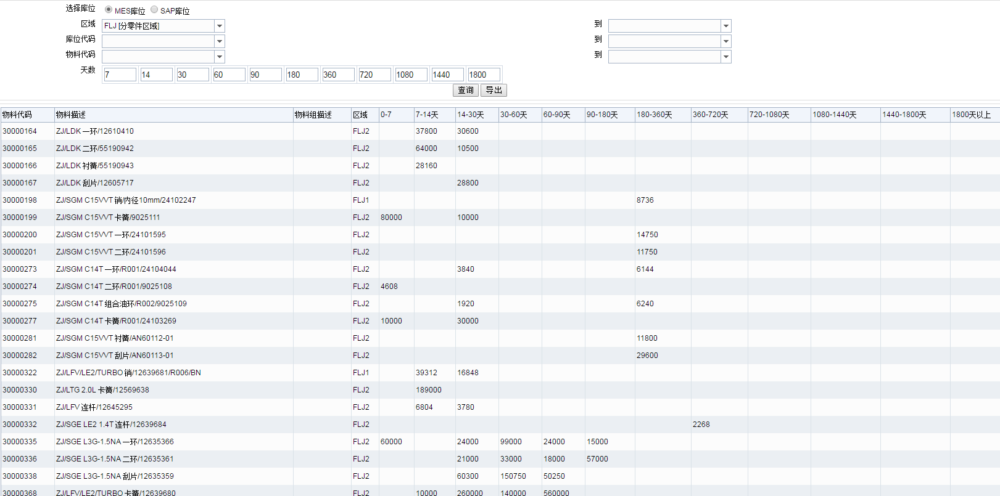 选择库位 MES库位 SAP库位
区域 FLJ [分零件区域] 到
库位代码 到
物料代码 到
天数 7 14 30 60 90 180 360 720 1080 1440 1800
查询 导出
物料代码 物料描述 物料组描述 区域 0-7 7-14天 14-30天 30-60天 60-90天 90-180天 180-360天 360-720天 720-1080天 1080-1440天 1440-1800天 1800天以上
30000164 ZJ/LDK 一环/12610410 FLJ2 37800 30600
30000165 ZJ/LDK 二环/55190942 FLJ2 64000 10500
30000166 ZJ/LDK 衬簧/55190943 FLJ2 28160
30000167 ZJ/LDK 刮片/12605717 FLJ2 28800
30000198 ZJ/SGM C15VVT 销/内径10mm/24102247 FLJ1 8736
30000199 ZJ/SGM C15VVT 卡簧/9025111 FLJ2 80000 10000
30000200 ZJ/SGM C15VVT 一环/24101595 FLJ2 14750
30000201 ZJ/SGM C15VVT 二环/24101596 FLJ2 11750
30000273 ZJ/SGM C14T 一环/R001/24104044 FLJ2 3840 6144
30000274 ZJ/SGM C14T 二环/R001/9025108 FLJ2 4608
30000275 ZJ/SGM C14T 组合油环/R002/9025109 FLJ2 1920 6240
30000277 ZJ/SGM C14T 卡簧/R001/24103269 FLJ2 10000 30000
30000281 ZJ/SGM C15VVT 衬簧/AN60112-01 FLJ2 11800
30000282 ZJ/SGM C15VVT 刮片/AN60113-01 FLJ2 29600
30000322 ZJ/LFV/LE2/TURBO 销/12639681/R006/BN FLJ1 39312 16848
30000330 ZJ/LTG 2.0L 卡簧/12569638 FLJ2 189000
30000331 ZJ/LFV 连杆/12645295 FLJ2 6804 3780
30000332 ZJ/SGE LE2 1.4T 连杆/12639684 FLJ2 2268
30000335 ZJ/SGE L3G-1.5NA 一环/12635366 FLJ2 60000 24000 99000 24000 15000
30000336 ZJ/SGE L3G-1.5NA 二环/12635361 FLJ2 21000 33000 18000 57000
30000338 ZJ/SGE L3G-1.5NA 刮片/12635359 FLJ2 60300 150750 50250
30000368 ZJ/LFV/LE2/TURBO 卡簧/12639680 FLJ2 10000 260000 140000 560000